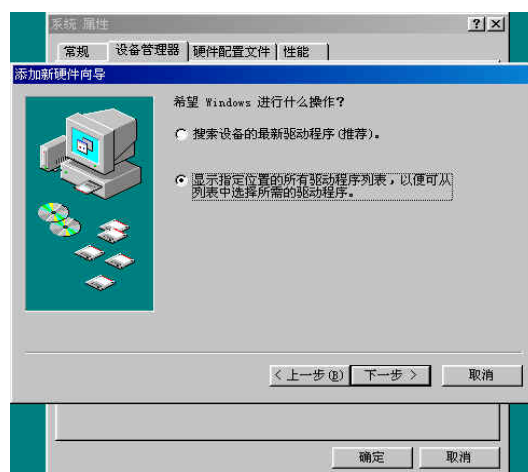 系统 属性
常规 设备管理器 硬件配置文件 性能
添加新硬件向导
希望 Windows 进行什么操作?
搜索设备的最新驱动程序(推荐)。
显示指定位置的所有驱动程序列表，以便可从
列表中选择所需的驱动程序。
< 上一步(B) 下一步 > 取消
确定 取消